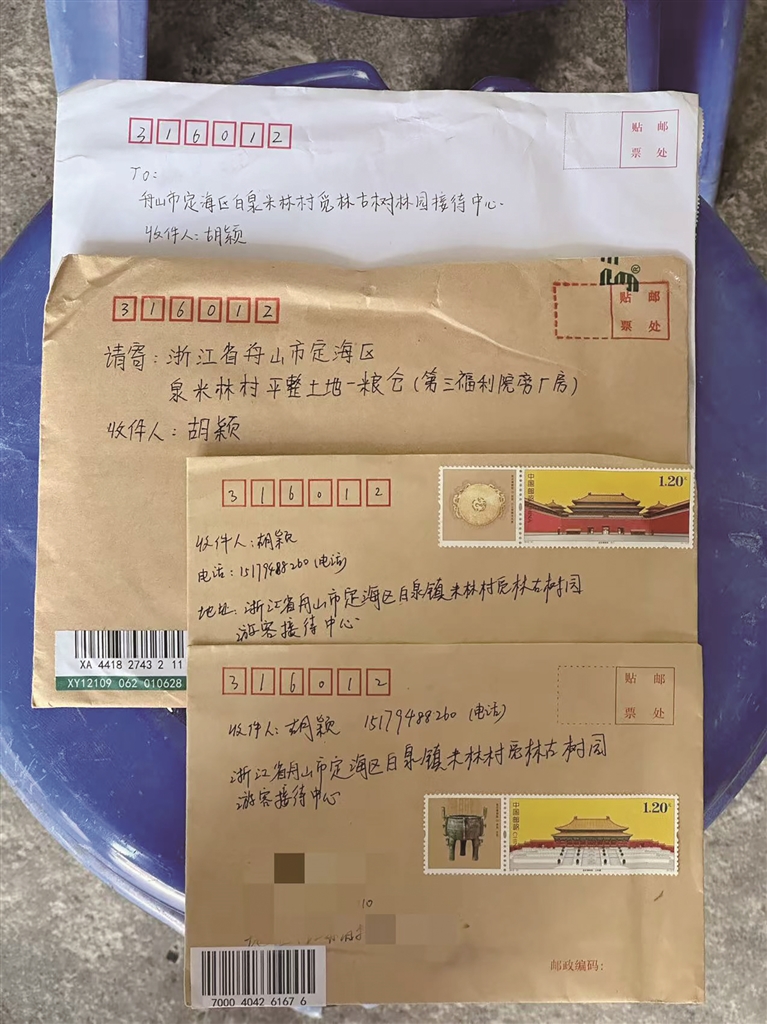 316012
贴 邮
票 处
TO:
舟山市定海区白泉米林村觅林古树林园接待中心.
收件人:胡颖
316012
贴 邮
票 处
请寄:浙江省舟山市定海区
泉米林村平整土地一粮仓(第三福利院旁厂房)
收件人:胡颖
XA 4418 2743 2 11
XY12109 062 010628
316012
中国邮政
1.20元
收件人:胡颖
电话:15179488260(电话)
地址:浙江省舟山市定海区白泉镇米林村觅林古树园
游客接待中心
316012
贴 邮
票 处
收件人:胡颖 15179488260(电话)
浙江省舟山市定海区白泉镇米林村觅林古树园
游客接待中心
中国邮政
1.20元
10
邮政编码:
7000 4042 6167 6